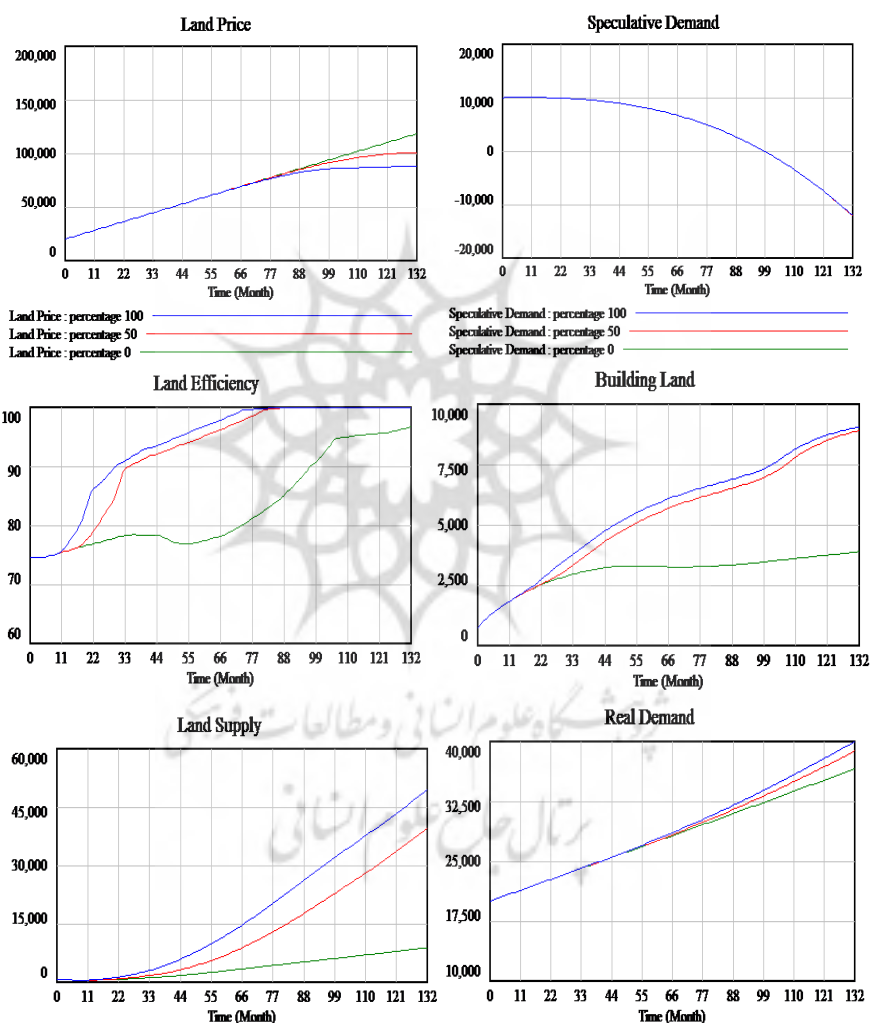 Land Price
200,000
150,000
100,000
50,000
0
0 11 22 33 44 55 66 77 88 99 110 121 132
Time (Month)
Land Price : percentage 100
Land Price : percentage 50
Land Price : percentage 0
Speculative Demand
20,000
10,000
0
-10,000
-20,000
0 11 22 33 44 55 66 77 88 99 110 121 132
Time (Month)
Speculative Demand : percentage 100
Speculative Demand : percentage 50
Speculative Demand : percentage 0
Land Efficiency
100
90
80
70
60
0 11 22 33 44 55 66 77 88 99 110 121 132
Time (Month)
Building Land
10,000
7,500
5,000
2,500
0
0 11 22 33 44 55 66 77 88 99 110 121 132
Time (Month)
Land Supply
60,000
45,000
30,000
15,000
0
0 11 22 33 44 55 66 77 88 99 110 121 132
Time (Month)
Real Demand
40,000
32,500
25,000
17,500
10,000
0 11 22 33 44 55 66 77 88 99 110 121 132
Time (Month)
پژوهشگاه علوم انسانی و مطالعات فرهنگی
پرتال جامع علوم انسانی